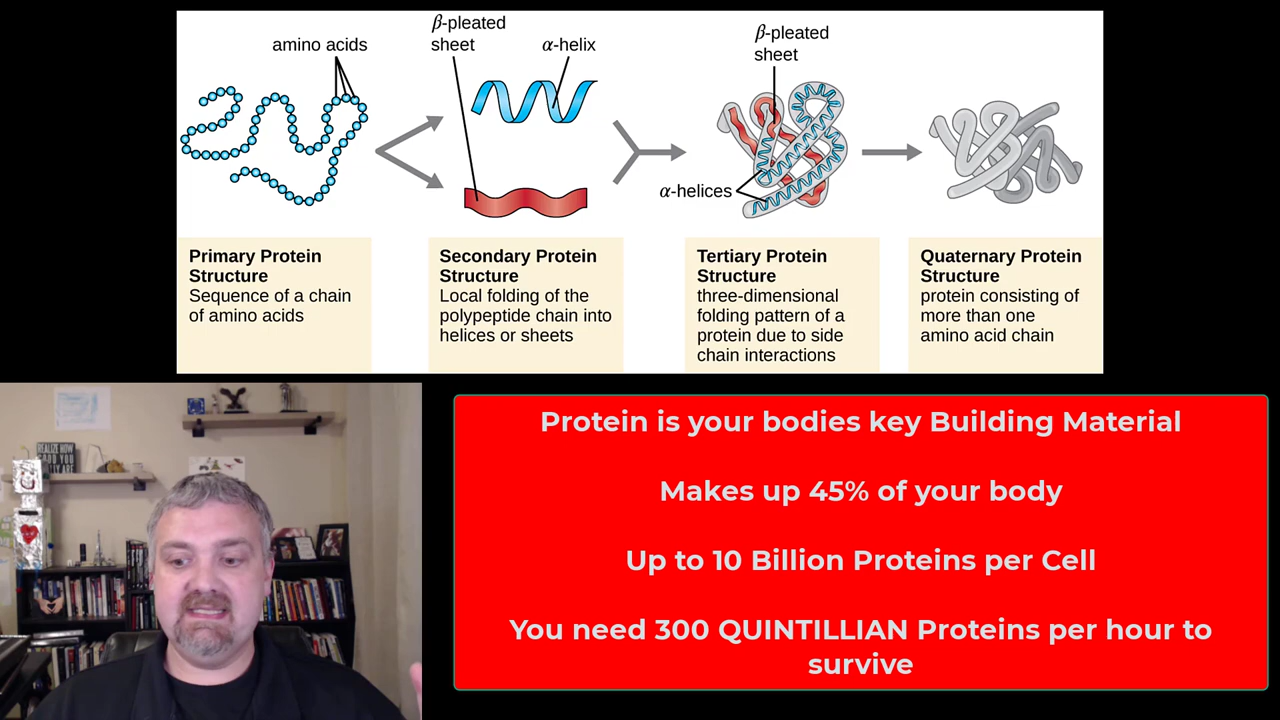 β-pleated
sheet
amino acids
α-helix
β-pleated
sheet
α-helices
Primary Protein
Structure
Sequence of a chain
of amino acids
Secondary Protein
Structure
Local folding of the
polypeptide chain into
helices or sheets
Tertiary Protein
Structure
three-dimensional
folding pattern of a
protein due to side
chain interactions
Quaternary Protein
Structure
protein consisting of
more than one
amino acid chain
REALIZE HOW
GOOD YOU
Protein is your bodies key Building Material
Makes up 45% of your body
Up to 10 Billion Proteins per Cell
You need 300 QUINTILLIAN Proteins per hour to
survive